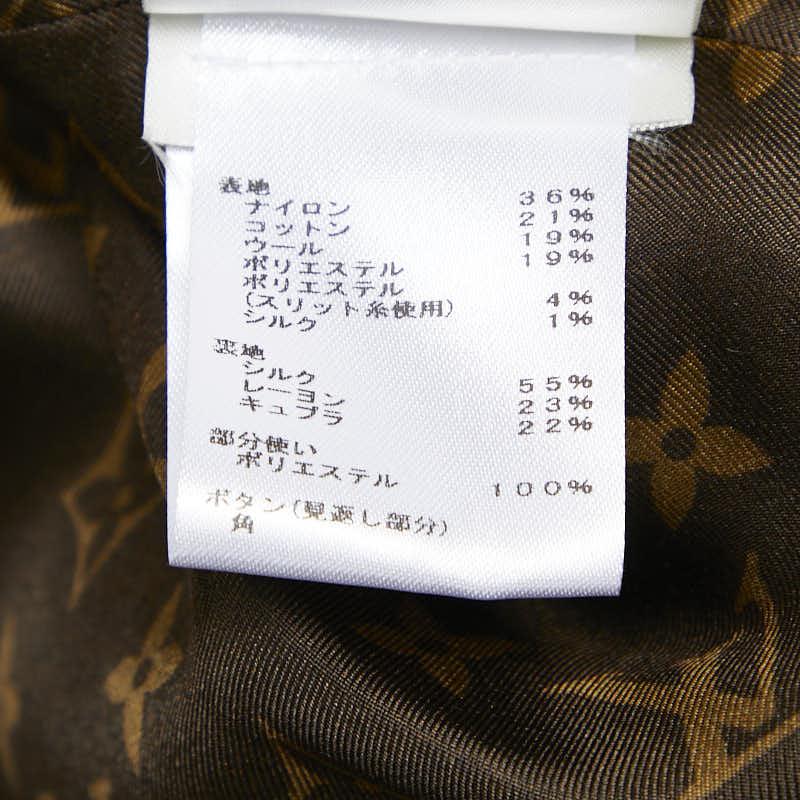 表地
ナイロン 36%
コットン 21%
ウール 19%
ポリエステル 19%
ポリエステル
(スリット糸使用) 4%
シルク 1%
裏地
シルク 55%
レーヨン 23%
キュプラ 22%
部分使い
ポリエステル 100%
ボタン(見返し部分)
角